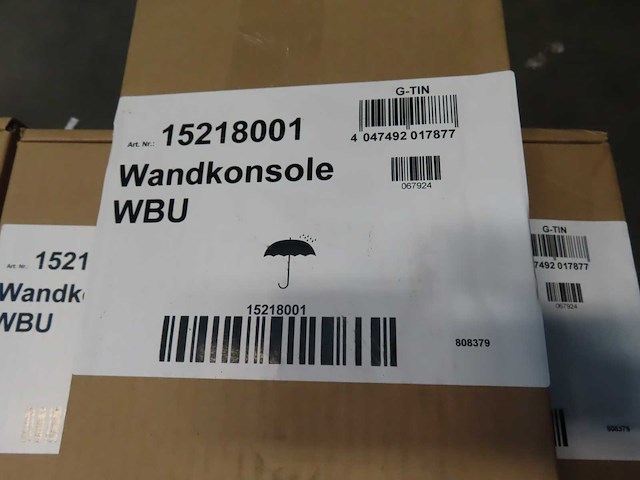 G-TIN
4 047492 017877
Art. Nr.: 15218001
067924
Wandkonsole
WBU
15218001
808379
Art. Nr.: 1521
Wandk
WBU
G-TIN
7492 017877
067924
808379